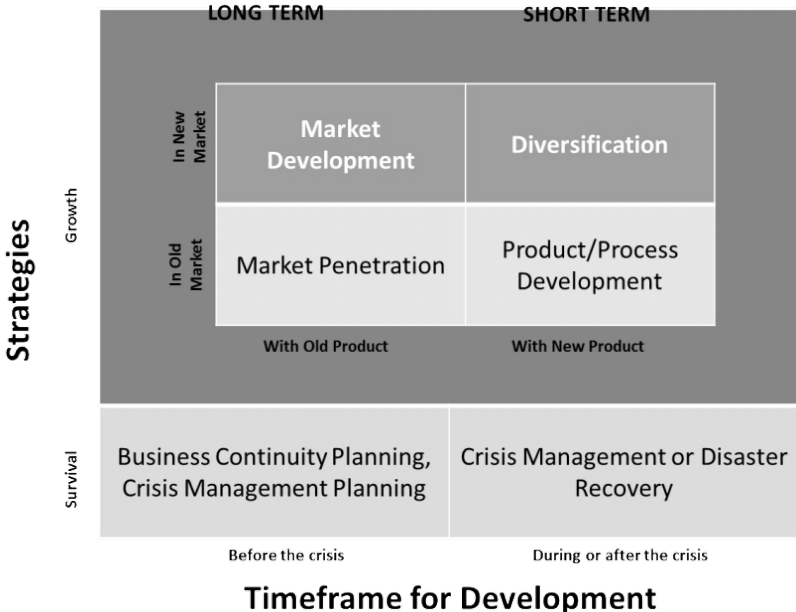 LONG TERM
SHORT TERM
In New
Market
Market
Development
Diversification
Growth
Strategies
In Old
Market
Market Penetration
Product/Process
Development
With Old Product
With New Product
Survival
Business Continuity Planning,
Crisis Management Planning
Crisis Management or Disaster
Recovery
Before the crisis
During or after the crisis
Timeframe for Development